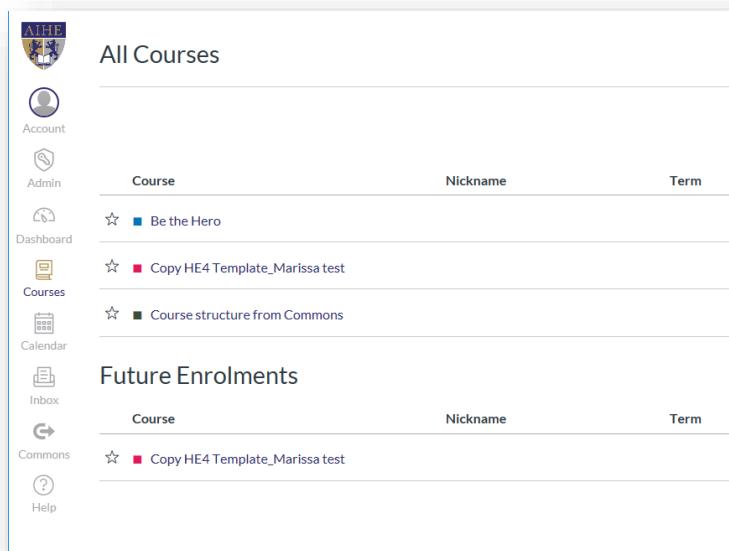 AIHE
All Courses
Account
Admin
Course Nickname Term
Be the Hero
Dashboard
Copy HE4 Template_Marissa test
Courses
Course structure from Commons
Calendar
Future Enrolments
Inbox
Course Nickname Term
Commons
Copy HE4 Template_Marissa test
Help